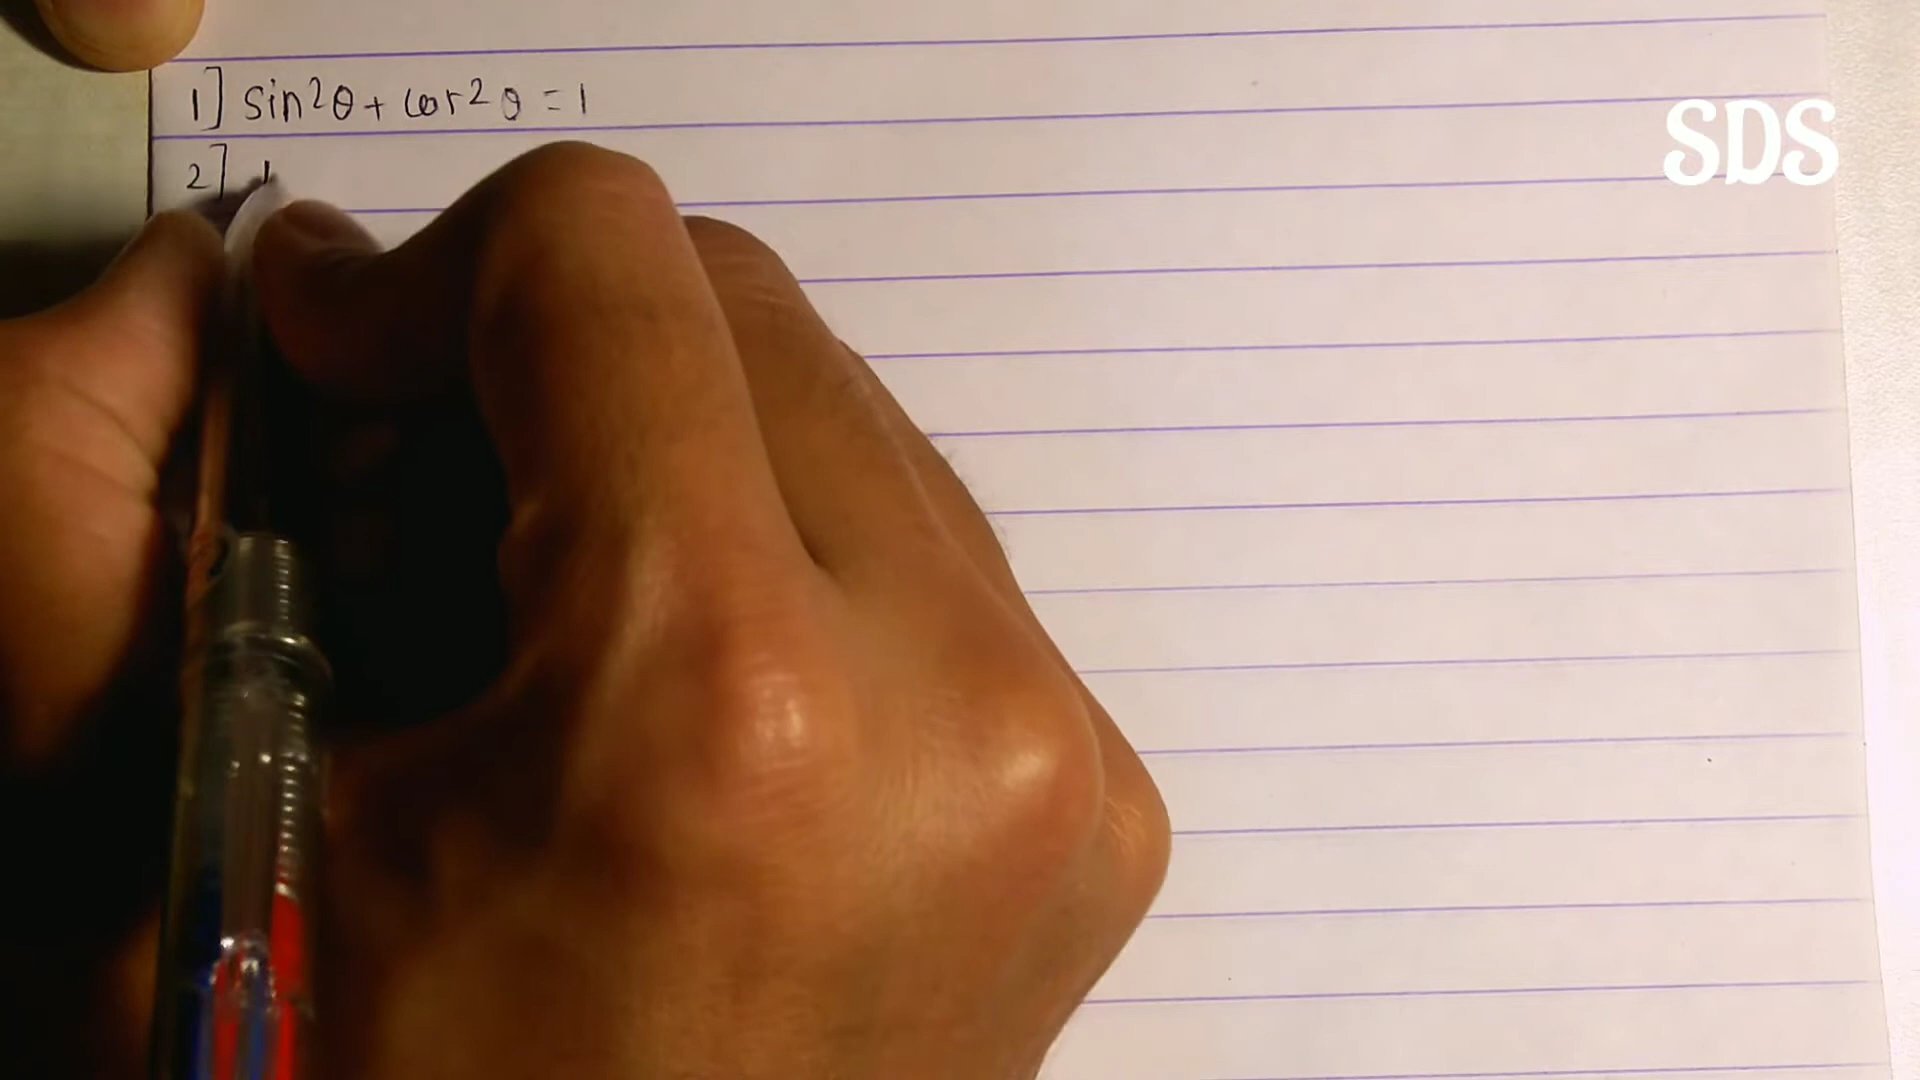 1] sin²θ + cos²θ = 1
SDS
2]